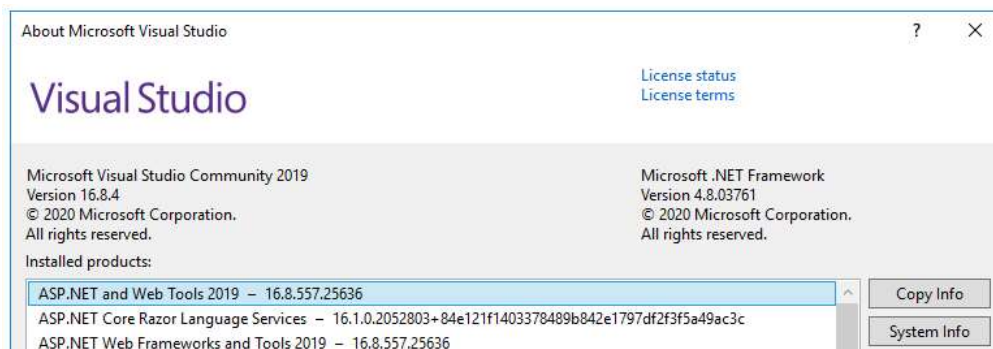 About Microsoft Visual Studio
?
Visual Studio
License status
License terms
Microsoft Visual Studio Community 2019
Version 16.8.4
© 2020 Microsoft Corporation.
All rights reserved.
Microsoft .NET Framework
Version 4.8.03761
© 2020 Microsoft Corporation.
All rights reserved.
Installed products:
ASP.NET and Web Tools 2019 – 16.8.557.25636
ASP.NET Core Razor Language Services – 16.1.0.2052803+84e121f1403378489b842e1797df2f3f5a49ac3c
ASP.NET Web Frameworks and Tools 2019 – 16.8.557.25636
Copy Info
System Info